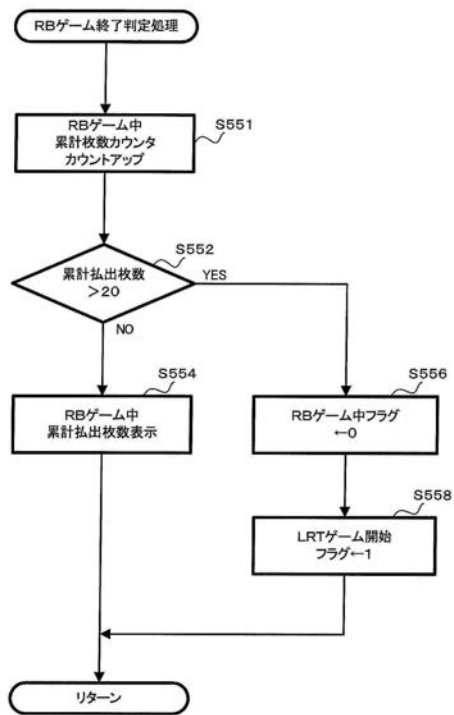 RBゲーム終了判定処理
S551
RBゲーム中
累計枚数カウンタ
カウントアップ
S552
累計払出枚数
>20
YES
NO
S554
RBゲーム中
累計払出枚数表示
S556
RBゲーム中フラグ
←0
S558
LRTゲーム開始
フラグ←1
リターン